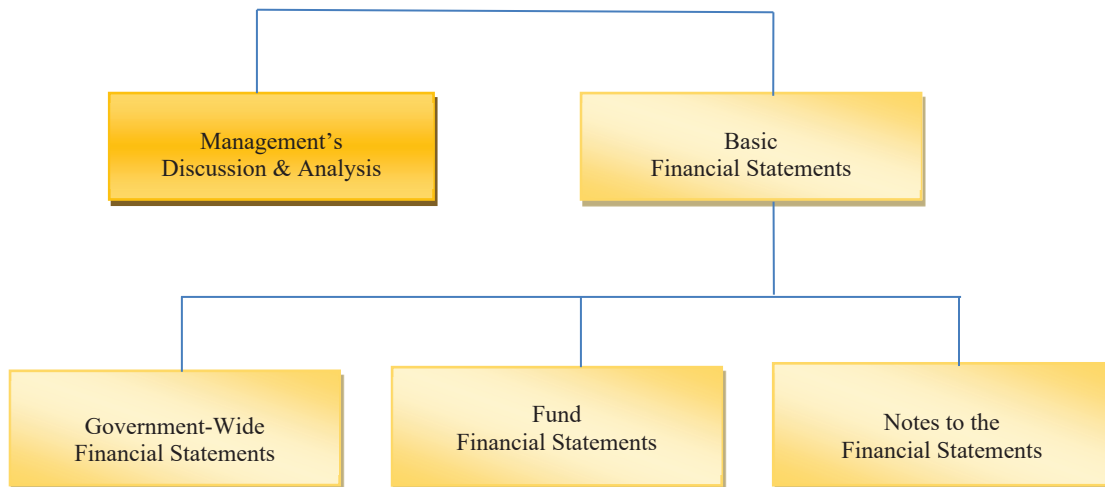 Management’s
Discussion & Analysis
Basic
Financial Statements
Government-Wide
Financial Statements
Fund
Financial Statements
Notes to the
Financial Statements